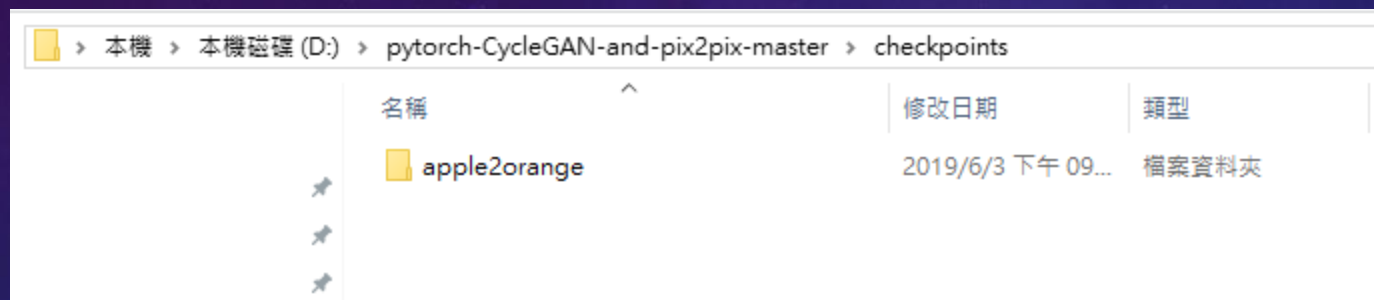 本機 › 本機磁碟 (D:) › pytorch-CycleGAN-and-pix2pix-master › checkpoints
名稱 修改日期 類型
apple2orange 2019/6/3 下午 09... 檔案資料夾